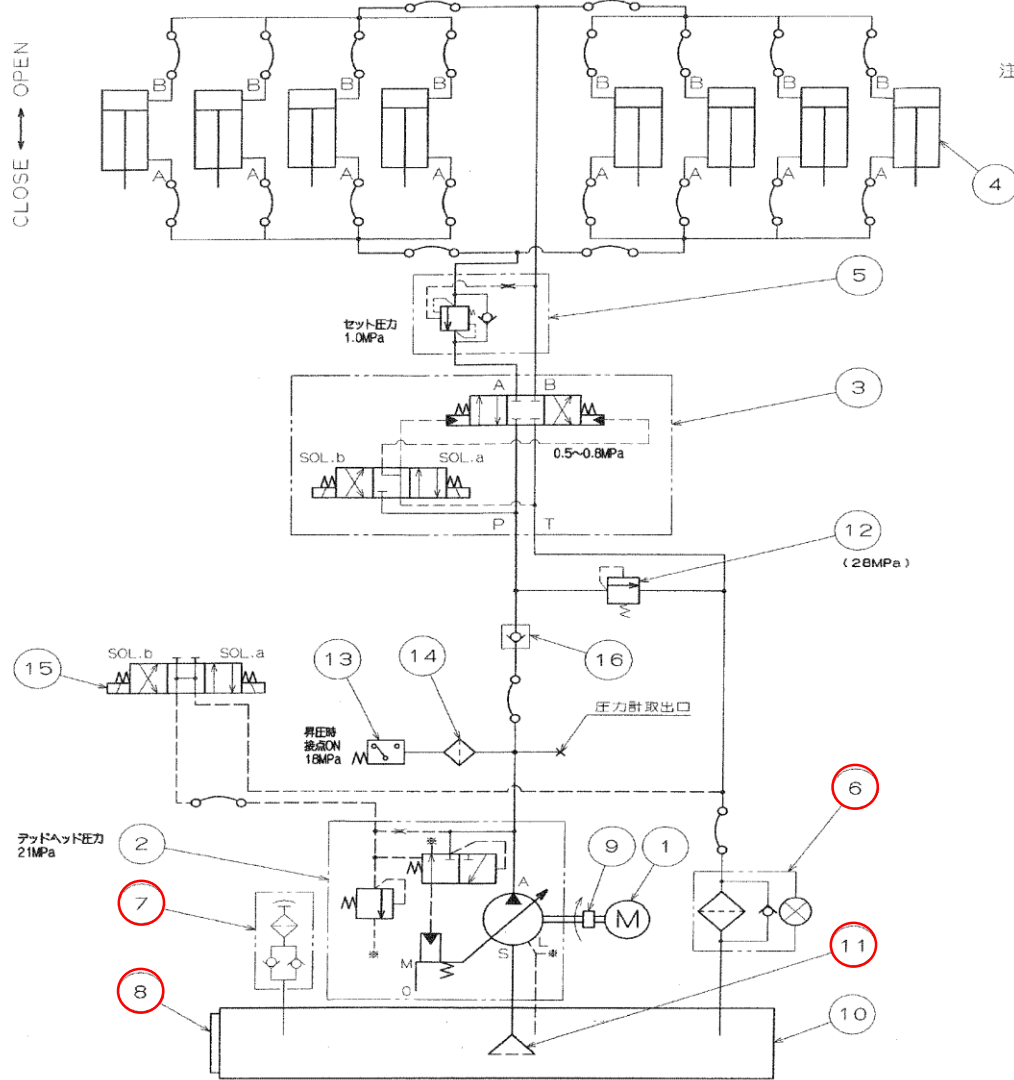 CLOSE ↔ OPEN
注
B
B
B
B
B
B
B
B
A
A
A
A
A
A
A
A
4
5
セット圧力
1.0MPa
A
B
3
SOL.b
SOL.a
0.5~0.8MPa
P
T
12
(28MPa)
15
SOL.b
SOL.a
13
14
16
圧力計取出口
昇圧時
接点ON
18MPa
6
デッドヘッド圧力
21MPa
2
9
1
A
7
M
L
S
11
M
O
8
10